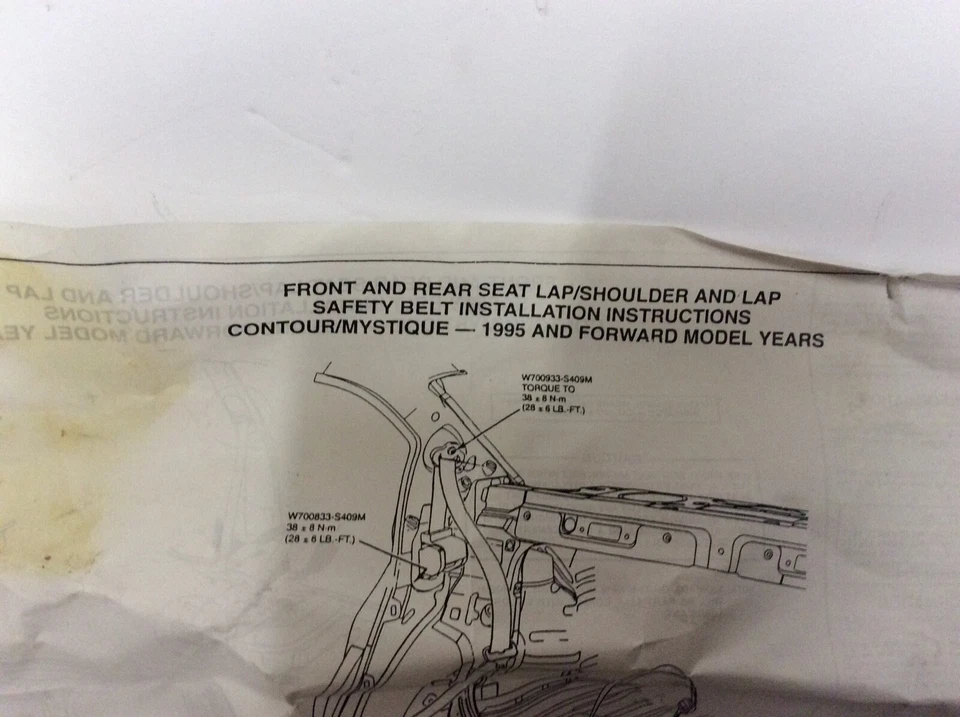 FRONT AND REAR SEAT LAP/SHOULDER AND LAP
SAFETY BELT INSTALLATION INSTRUCTIONS
CONTOUR/MYSTIQUE — 1995 AND FORWARD MODEL YEARS
W700933-S409M
TORQUE TO
38 ± 8 N·m
(28 ± 6 LB.-FT.)
W700833-S409M
38 ± 8 N·m
(28 ± 6 LB.-FT.)